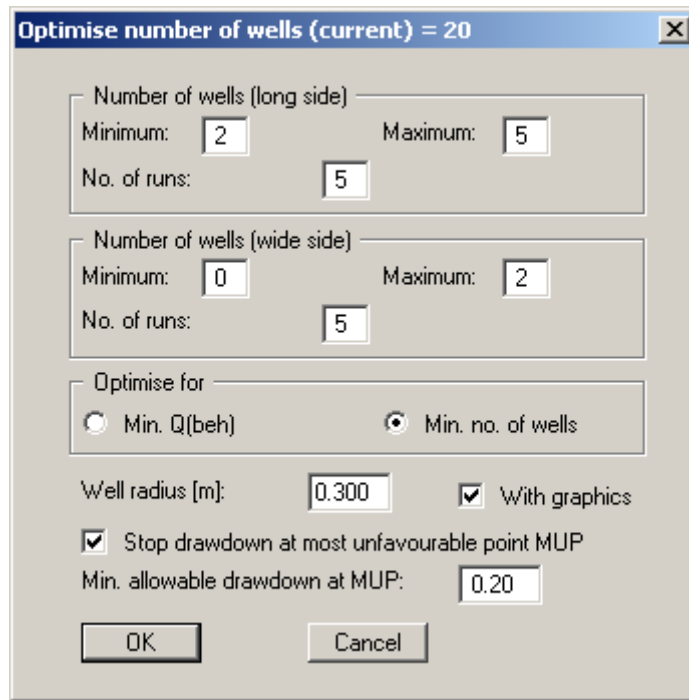 Optimise number of wells (current) = 20
Number of wells (long side)
Minimum: 2 Maximum: 5
No. of runs: 5
Number of wells (wide side)
Minimum: 0 Maximum: 2
No. of runs: 5
Optimise for
Min. Q(beh) Min. no. of wells
Well radius [m]: 0.300 With graphics
Stop drawdown at most unfavourable point MUP
Min. allowable drawdown at MUP: 0.20
OK Cancel